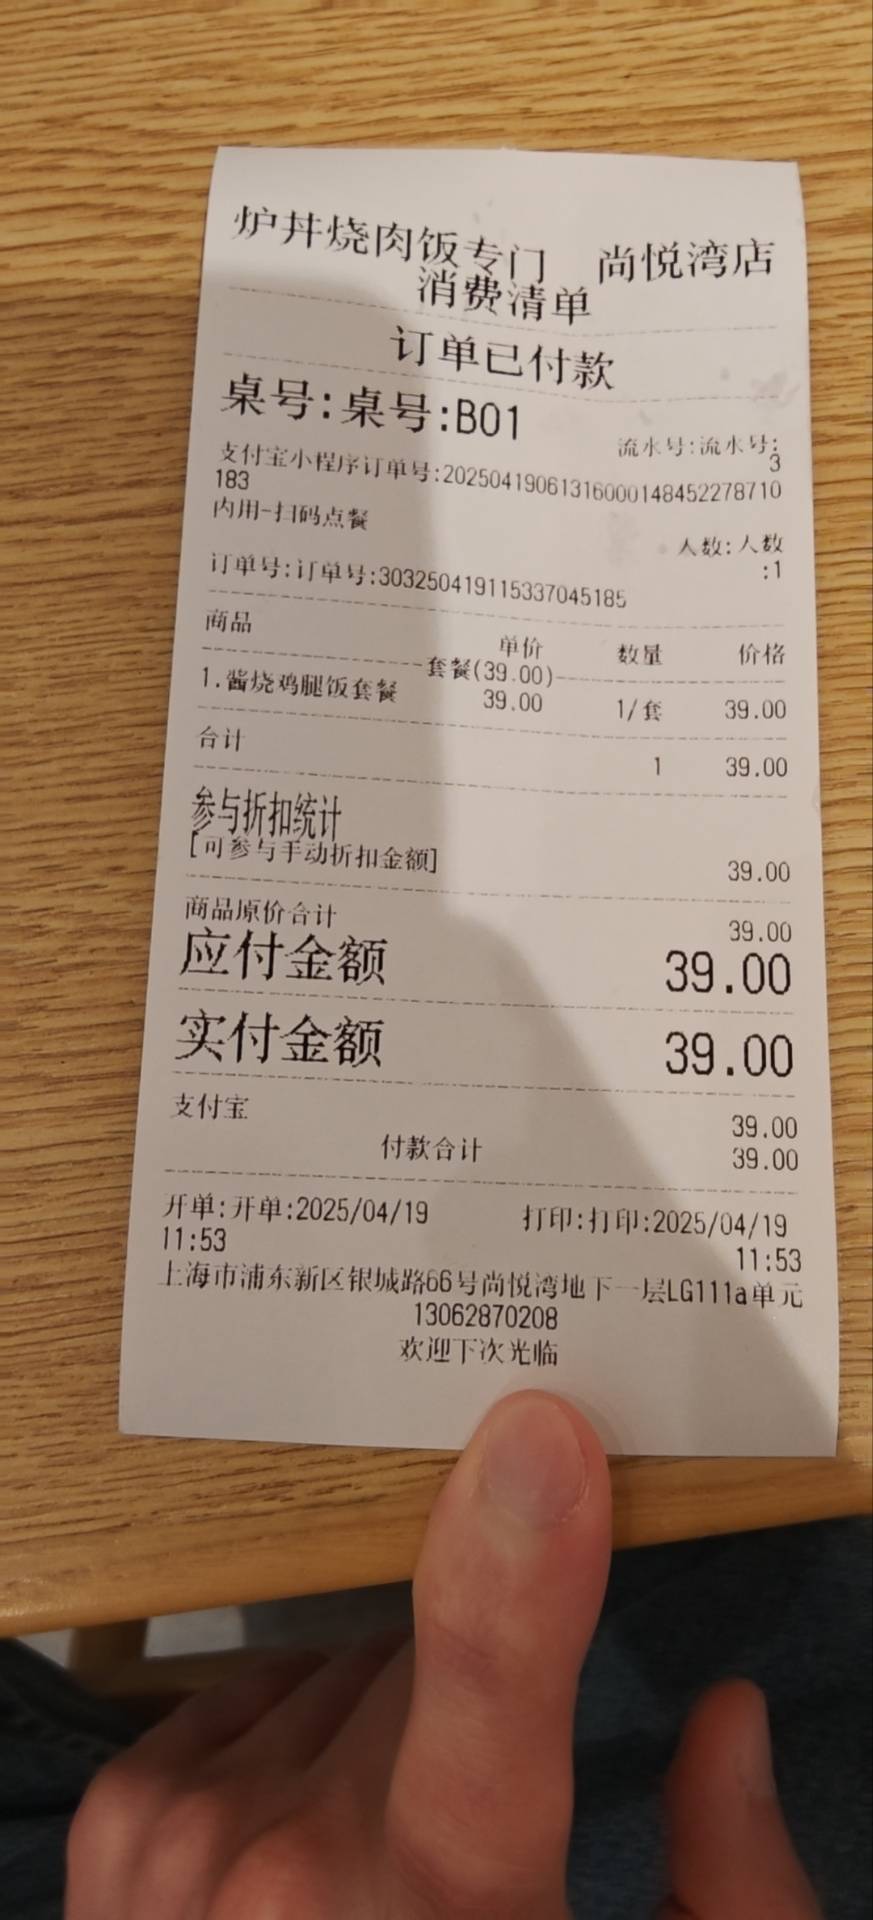 炉丼烧肉饭专门 尚悦湾店
消费清单
订单已付款
桌号:桌号:B01
流水号:流水号:
3
支付宝小程序订单号:20250419061316000148452278710
183
内用-扫码点餐
人数:人数
:1
订单号:订单号:303250419115337045185
商品 单价 数量 价格
套餐(39.00)
1.酱烧鸡腿饭套餐 39.00 1/套 39.00
合计 1 39.00
参与折扣统计
[可参与手动折扣金额] 39.00
商品原价合计 39.00
应付金额 39.00
实付金额 39.00
支付宝 39.00
付款合计 39.00
开单:开单:2025/04/19 打印:打印:2025/04/19
11:53 11:53
上海市浦东新区银城路66号尚悦湾地下一层LG111a单元
13062870208
欢迎下次光临